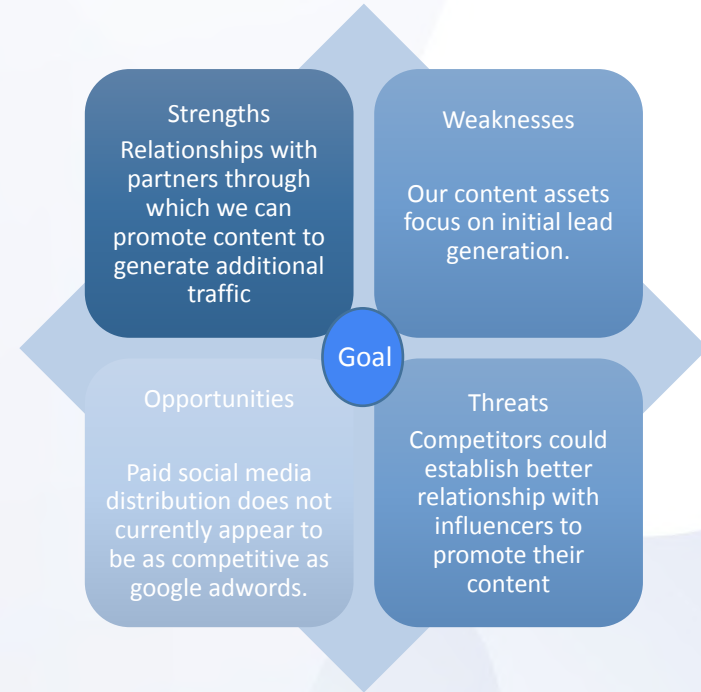 Strengths
Relationships with
partners through
which we can
promote content to
generate additional
traffic
Weaknesses
Our content assets
focus on initial lead
generation.
Goal
Opportunities
Paid social media
distribution does not
currently appear to
be as competitive as
google adwords.
Threats
Competitors could
establish better
relationship with
influencers to
promote their
content